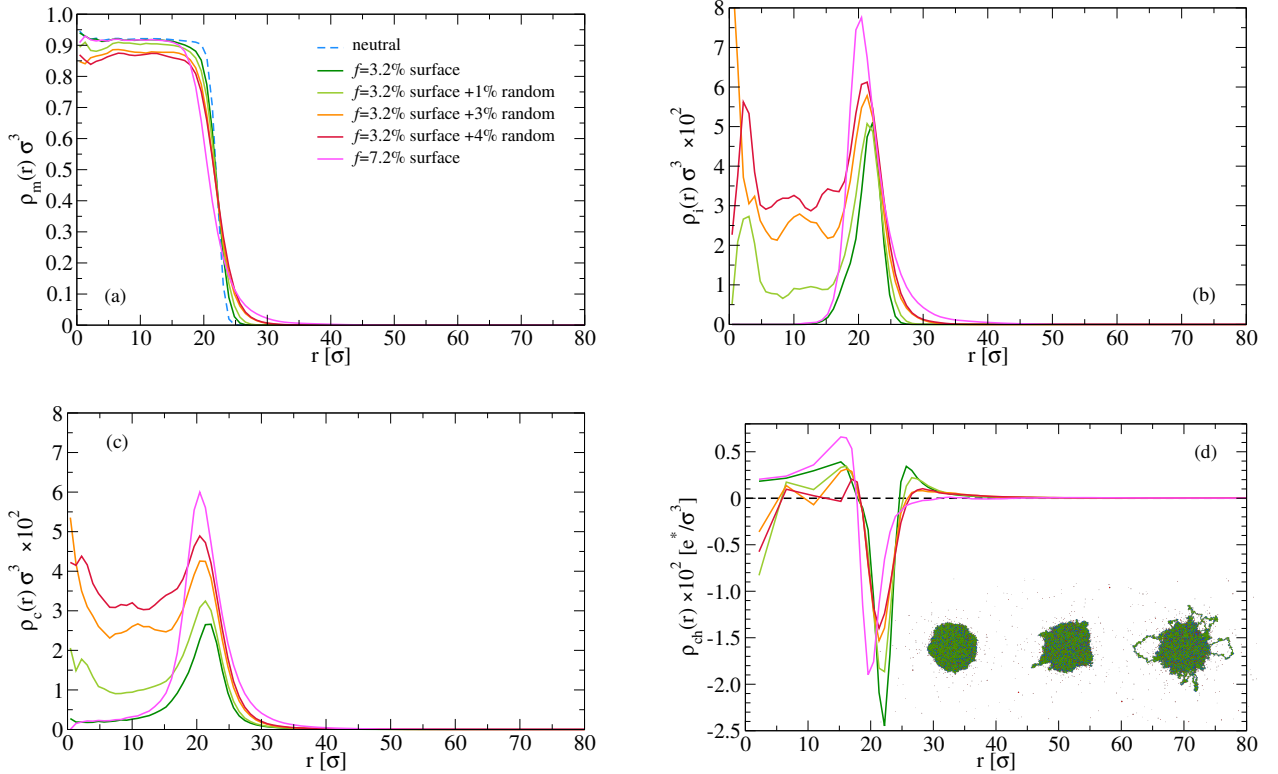 1.0
0.9
0.8
0.7
0.6
0.5
0.4
0.3
0.2
0.1
0
ρm(r) σ³
neutral
f=3.2% surface
f=3.2% surface +1% random
f=3.2% surface +3% random
f=3.2% surface +4% random
f=7.2% surface
(a)
0 10 20 30 40 50 60 70 80
r [σ]
8
7
6
5
4
3
2
1
0
ρi(r) σ³ ×10²
(b)
0 10 20 30 40 50 60 70 80
r [σ]
8
7
6
5
4
3
2
1
0
ρc(r) σ³ ×10²
(c)
0 10 20 30 40 50 60 70 80
r [σ]
0.5
0
-0.5
-1.0
-1.5
-2.0
-2.5
ρch(r) ×10² [e*/σ³]
(d)
0 10 20 30 40 50 60 70 80
r [σ]